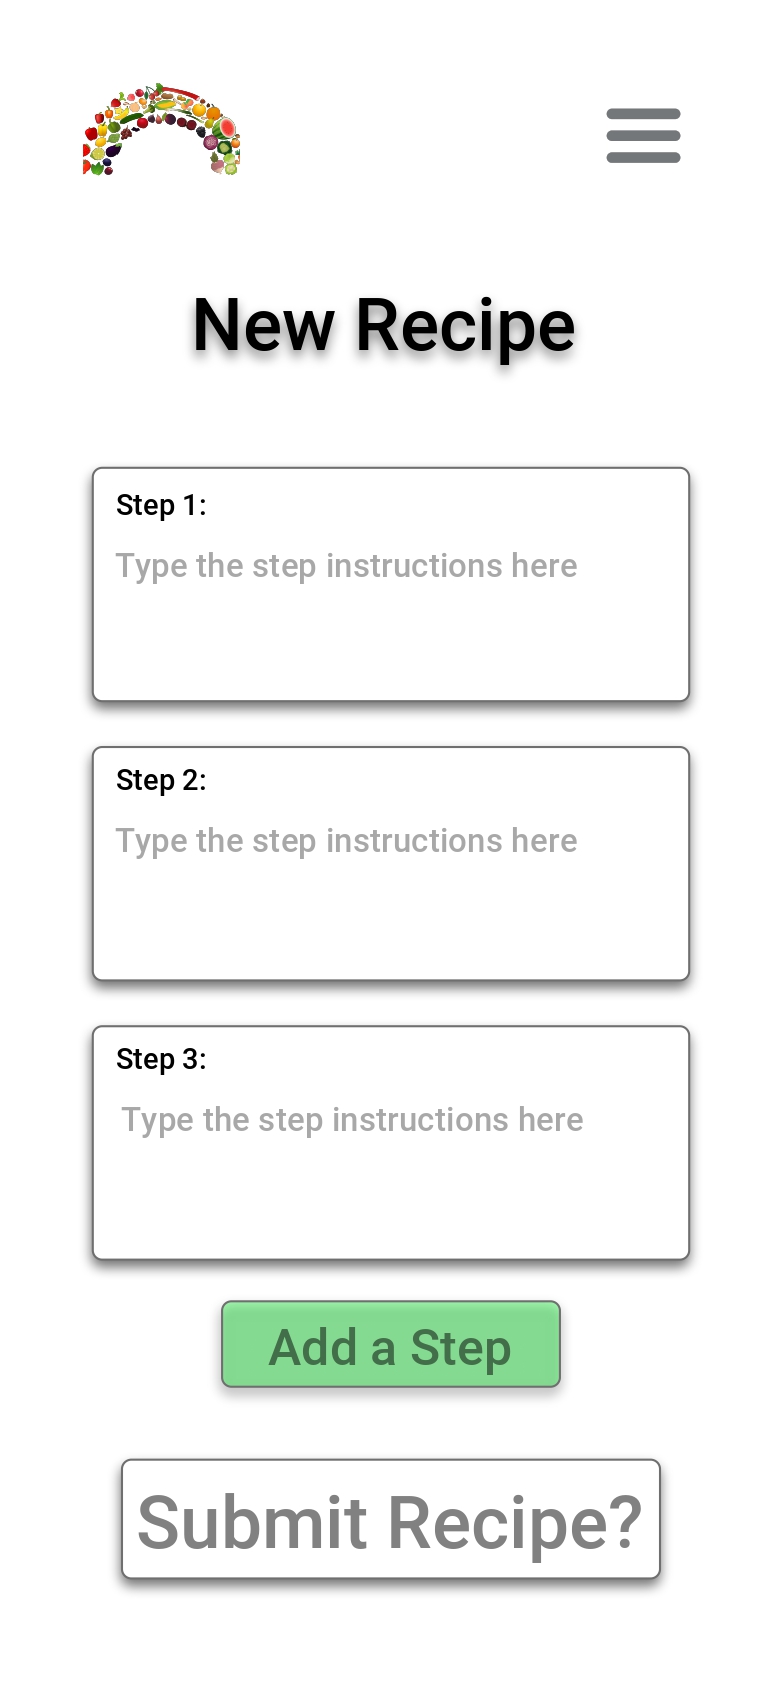 New Recipe
Step 1:
Type the step instructions here
Step 2:
Type the step instructions here
Step 3:
Type the step instructions here
Add a Step
Submit Recipe?